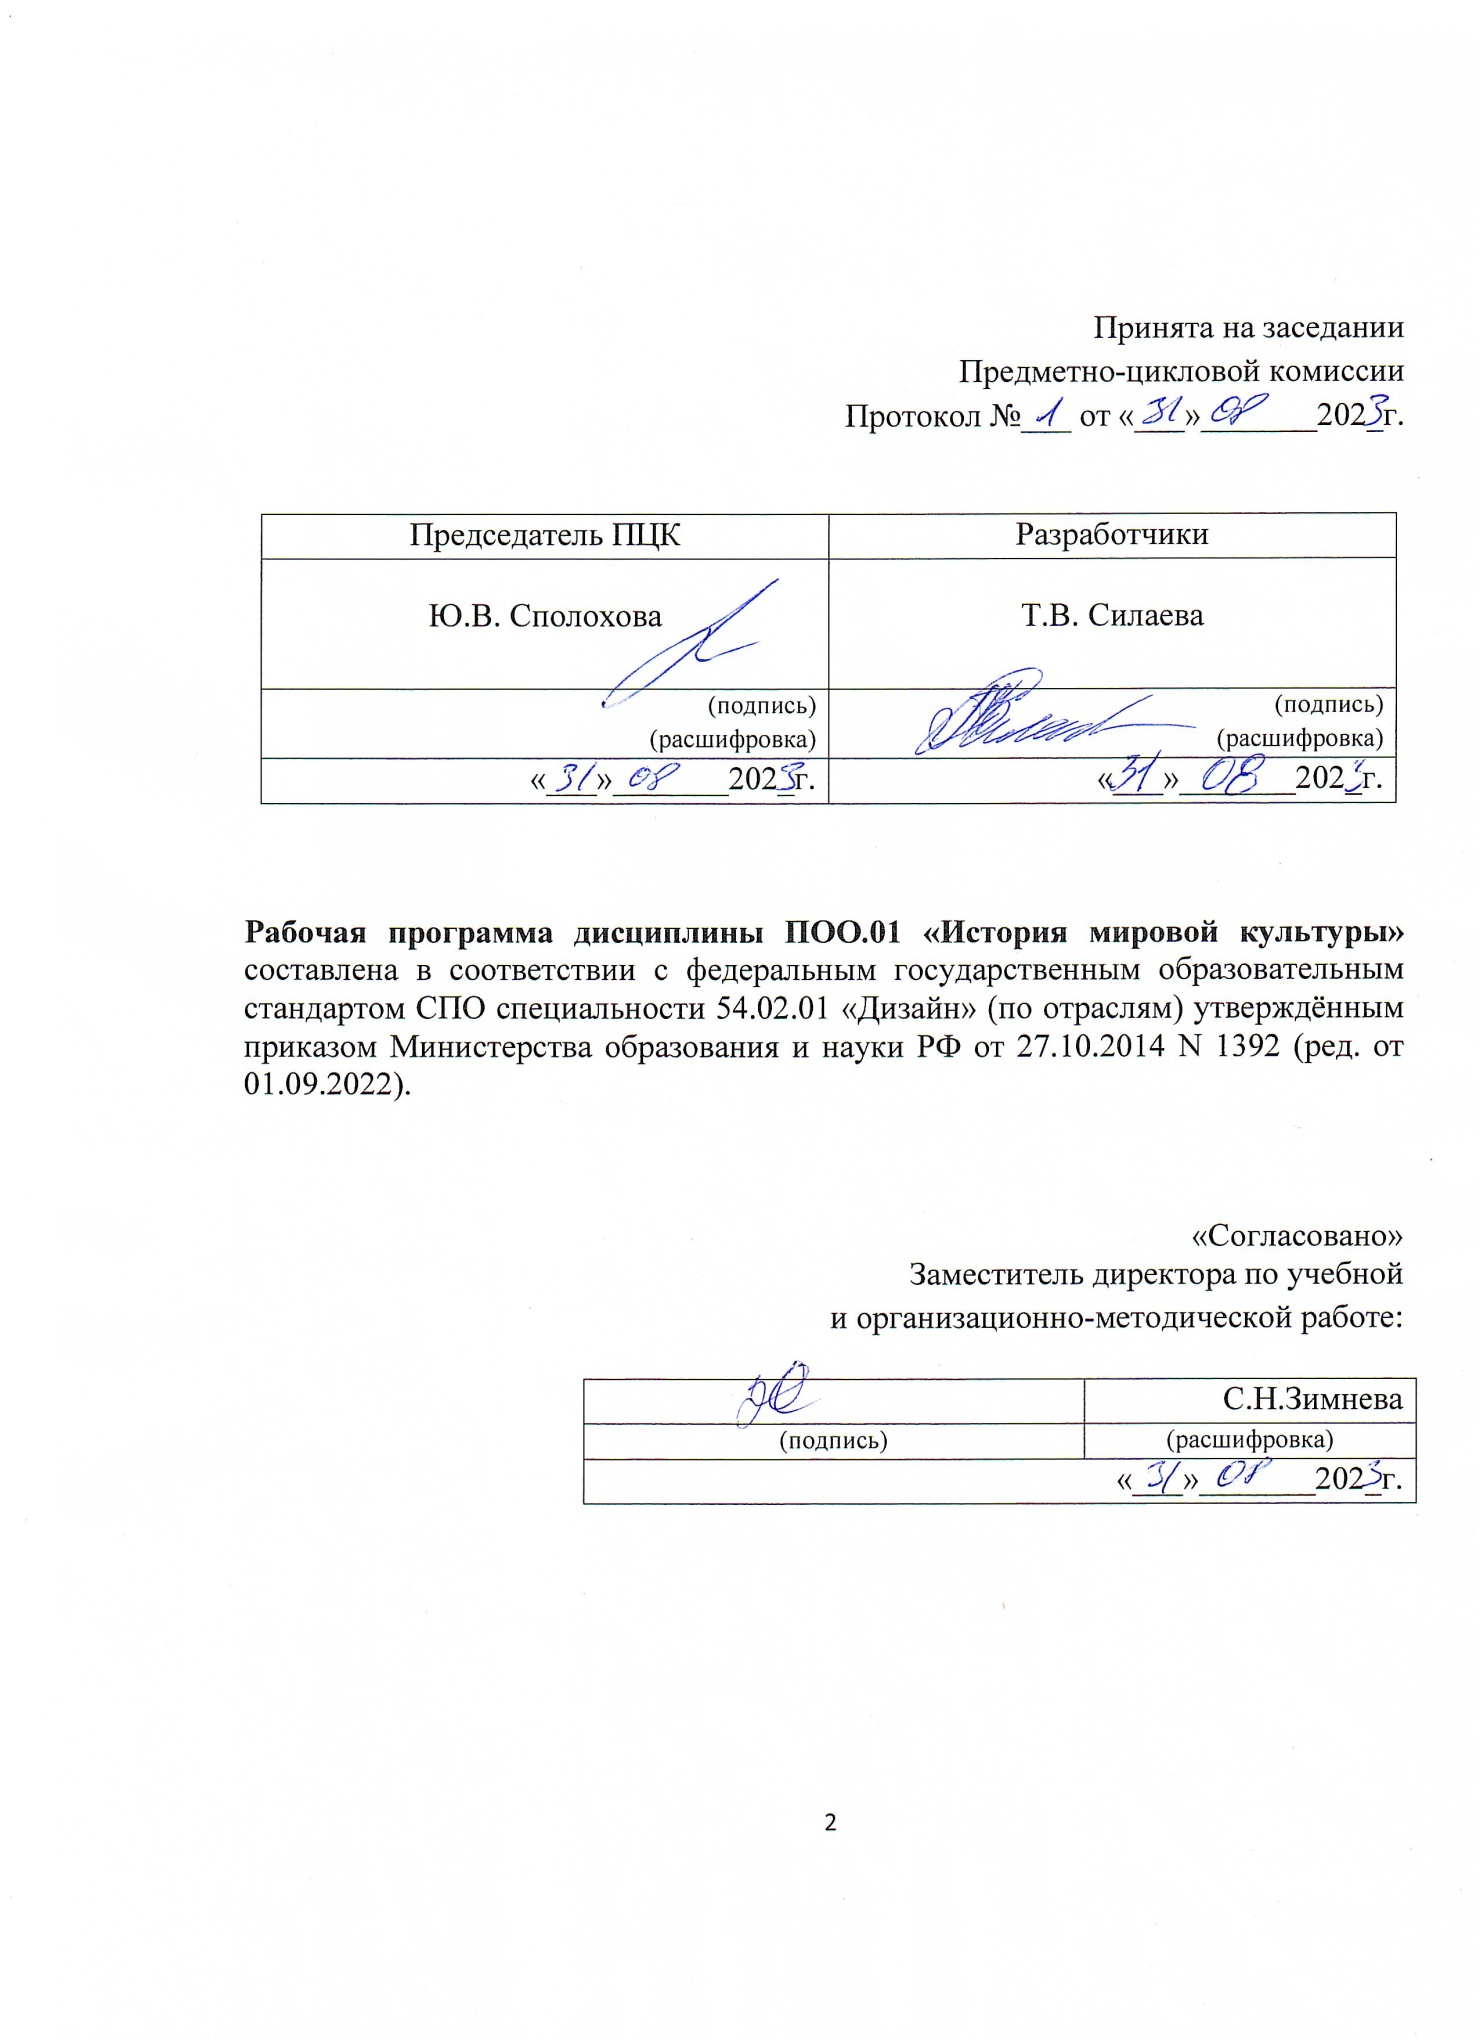 Принята на заседании
Предметно-цикловой комиссии
Протокол № 1 от «31» 08 2023г.
Председатель ПЦК Разработчики
Ю.В. Сполохова Т.В. Силаева
(подпись) (подпись)
(расшифровка) (расшифровка)
«31» 08 2023г. «31» 08 2023г.
Рабочая программа дисциплины ПОО.01 «История мировой культуры»
составлена в соответствии с федеральным государственным образовательным
стандартом СПО специальности 54.02.01 «Дизайн» (по отраслям) утверждённым
приказом Министерства образования и науки РФ от 27.10.2014 N 1392 (ред. от
01.09.2022).
«Согласовано»
Заместитель директора по учебной
и организационно-методической работе:
С.Н.Зимнева
(подпись) (расшифровка)
«31» 08 2023г.
2